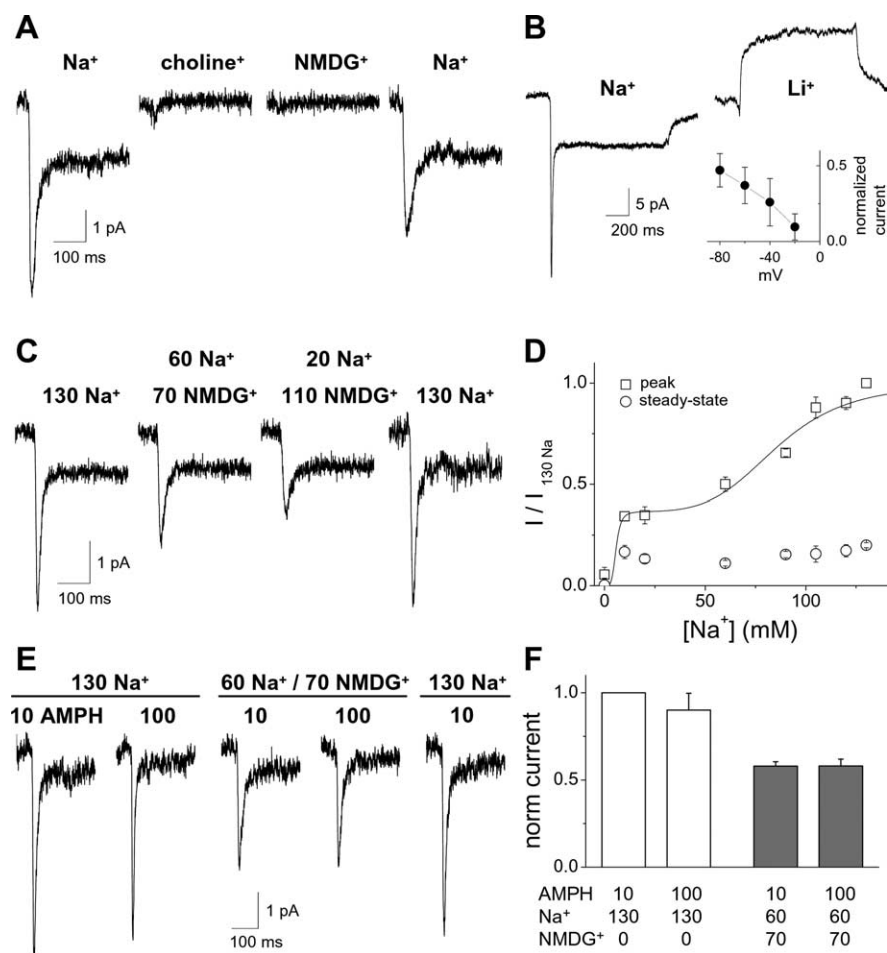 A
Na⁺ choline⁺ NMDG⁺ Na⁺
1 pA
100 ms
B
Na⁺
Li⁺
5 pA
200 ms
0.5
0.0
normalized
current
-80 -40 0
mV
C
60 Na⁺ 20 Na⁺
130 Na⁺ 70 NMDG⁺ 110 NMDG⁺ 130 Na⁺
1 pA
100 ms
D
peak
steady-state
1.0
0.5
0.0
I / I 130 Na
0 50 100
[Na⁺] (mM)
E
130 Na⁺ 60 Na⁺ / 70 NMDG⁺ 130 Na⁺
10 AMPH 100 10 100 10
1 pA
100 ms
F
1.0
0.5
0.0
norm current
AMPH 10 100 10 100
Na⁺ 130 130 60 60
NMDG⁺ 0 0 70 70